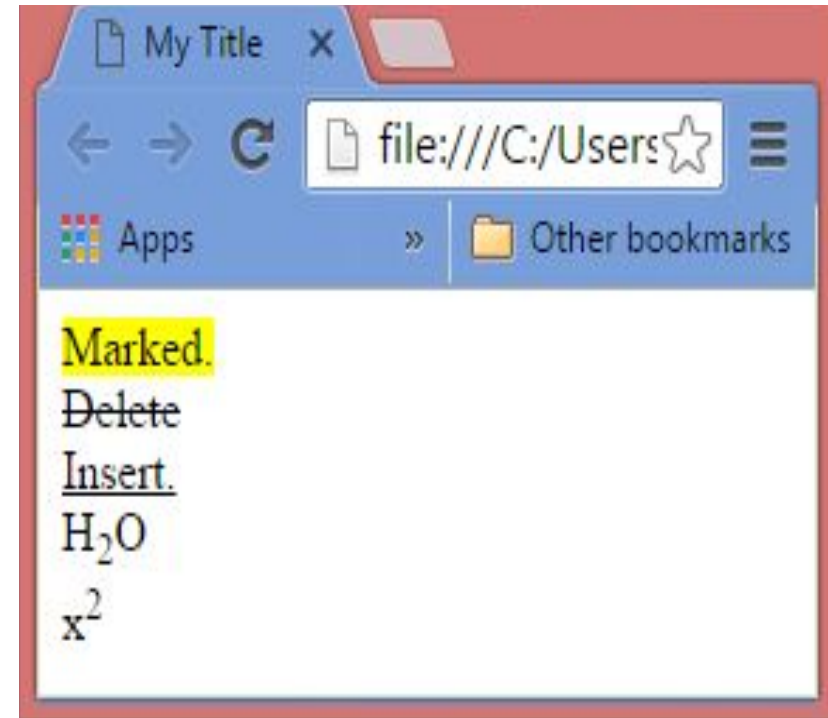 My Title
file:///C:/Users
Apps » Other bookmarks
Marked.
Delete
Insert.
H₂O
x²